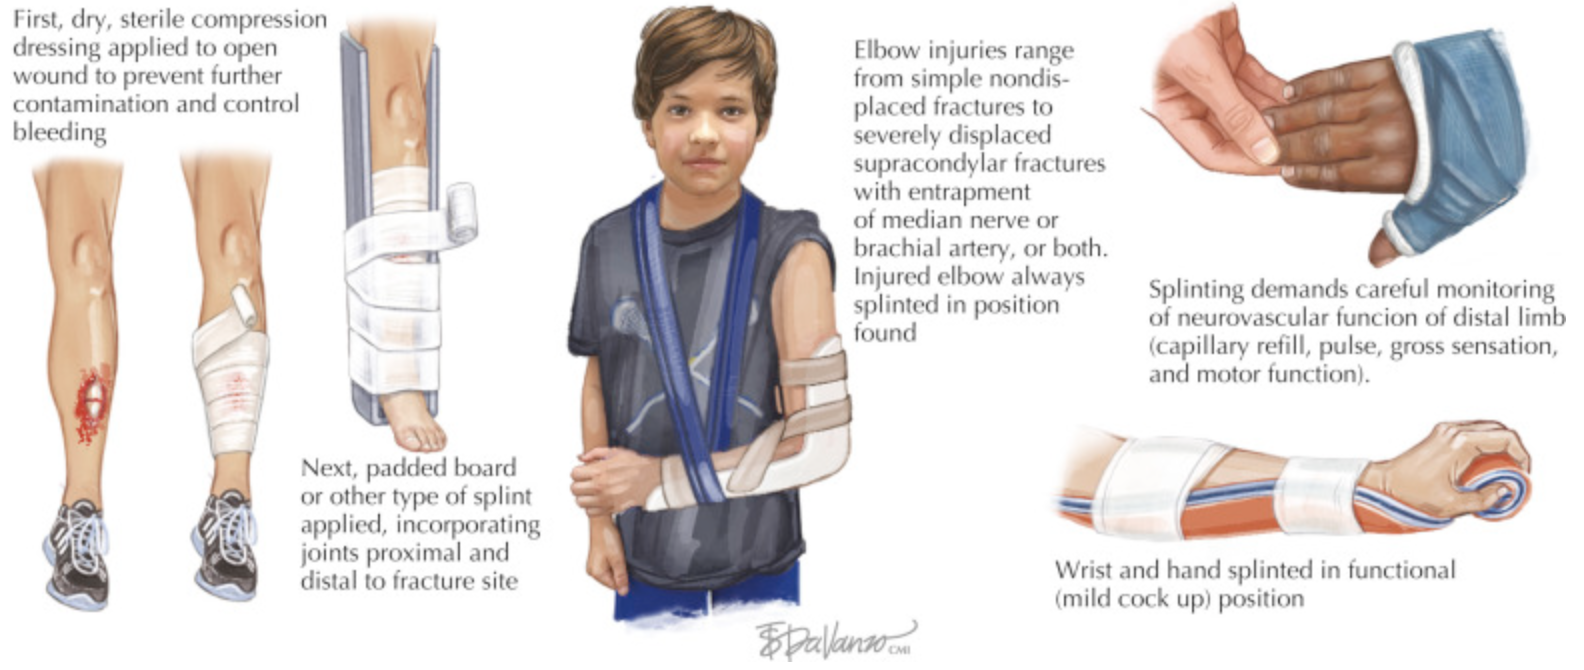 First, dry, sterile compression
dressing applied to open
wound to prevent further
contamination and control
bleeding
Next, padded board
or other type of splint
applied, incorporating
joints proximal and
distal to fracture site
Elbow injuries range
from simple nondis-
placed fractures to
severely displaced
supracondylar fractures
with entrapment
of median nerve or
brachial artery, or both.
Injured elbow always
splinted in position
found
Splinting demands careful monitoring
of neurovascular funcion of distal limb
(capillary refill, pulse, gross sensation,
and motor function).
Wrist and hand splinted in functional
(mild cock up) position
DaVanzo CMI